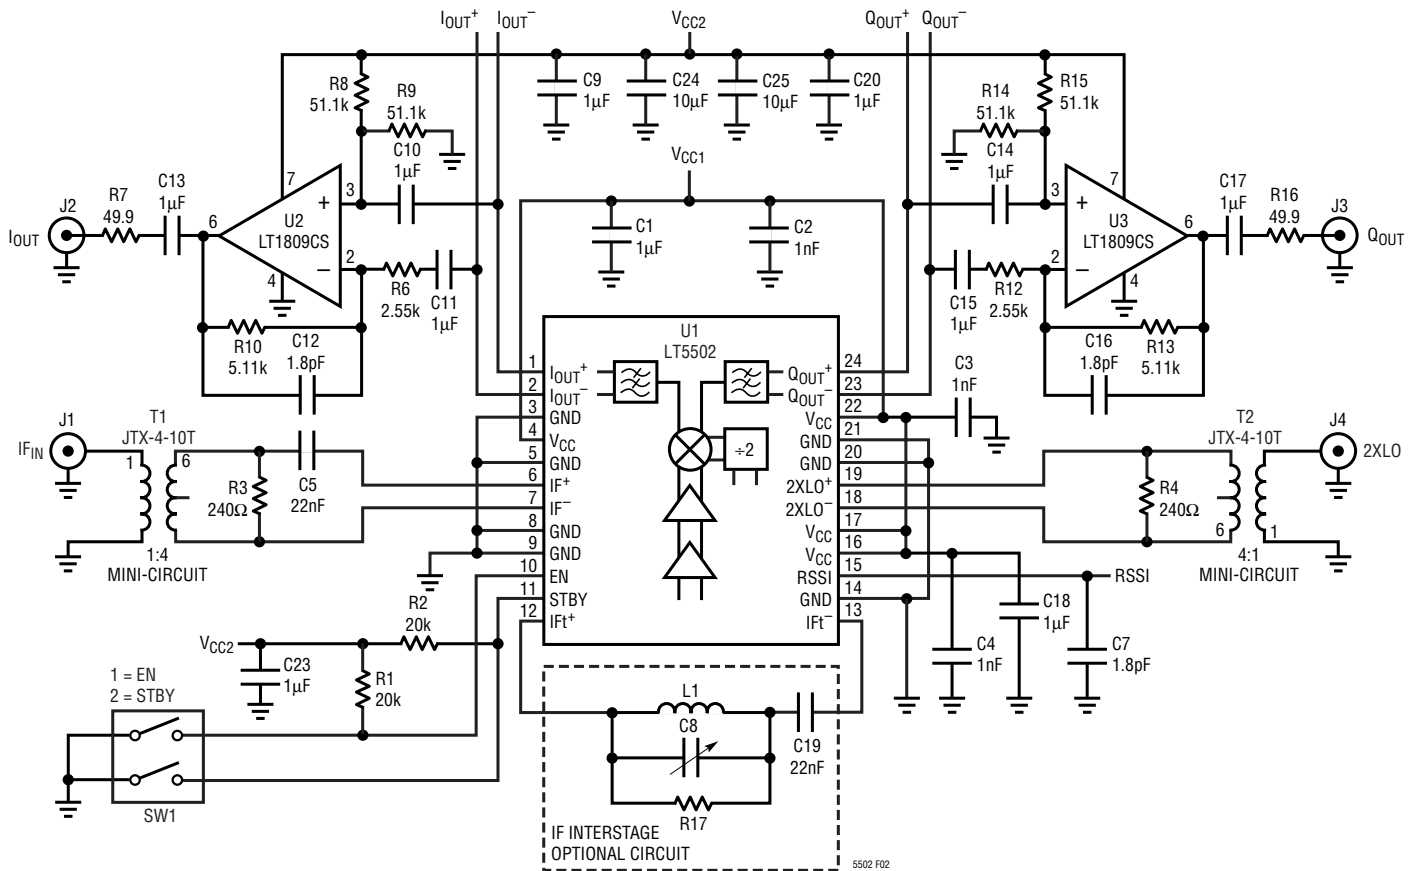 IOUT+
IOUT–
VCC2
QOUT+
QOUT–
R8
51.1k
R9
51.1k
C10
1µF
C9
1µF
C24
10µF
C25
10µF
C20
1µF
R14
51.1k
R15
51.1k
C14
1µF
VCC1
J2
IOUT
R7
49.9
C13
1µF
6
7
3
2
4
+
–
U2
LT1809CS
C1
1µF
C2
1nF
7
3
2
4
6
+
–
U3
LT1809CS
C17
1µF
R16
49.9
J3
QOUT
R6
2.55k
C11
1µF
C15
1µF
R12
2.55k
R10
5.11k
C12
1.8pF
C16
1.8pF
R13
5.11k
U1
LT5502
1
IOUT+
2
IOUT–
3
GND
4
VCC
5
GND
6
IF+
7
IF–
8
GND
9
GND
10
EN
11
STBY
12
IFt+
÷2
24
QOUT+
23
QOUT–
22
VCC
21
GND
20
GND
19
2XLO+
18
2XLO–
17
VCC
16
VCC
15
RSSI
14
GND
13
IFt–
C3
1nF
J1
IFIN
T1
JTX-4-10T
1
6
1:4
MINI-CIRCUIT
R3
240Ω
C5
22nF
T2
JTX-4-10T
6
1
4:1
MINI-CIRCUIT
R4
240Ω
J4
2XLO
RSSI
C18
1µF
C4
1nF
C7
1.8pF
VCC2
R2
20k
C23
1µF
R1
20k
1 = EN
2 = STBY
SW1
L1
C8
R17
C19
22nF
IF INTERSTAGE
OPTIONAL CIRCUIT
5502 F02